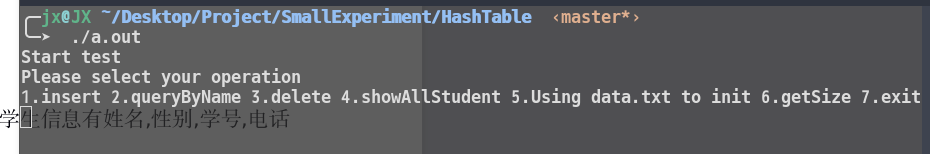 jx@JX ~/Desktop/Project/SmallExperiment/HashTable ‹master*›
➤ ./a.out
Start test
Please select your operation
1.insert 2.queryByName 3.delete 4.showAllStudent 5.Using data.txt to init 6.getSize 7.exit
学生信息有姓名,性别,学号,电话